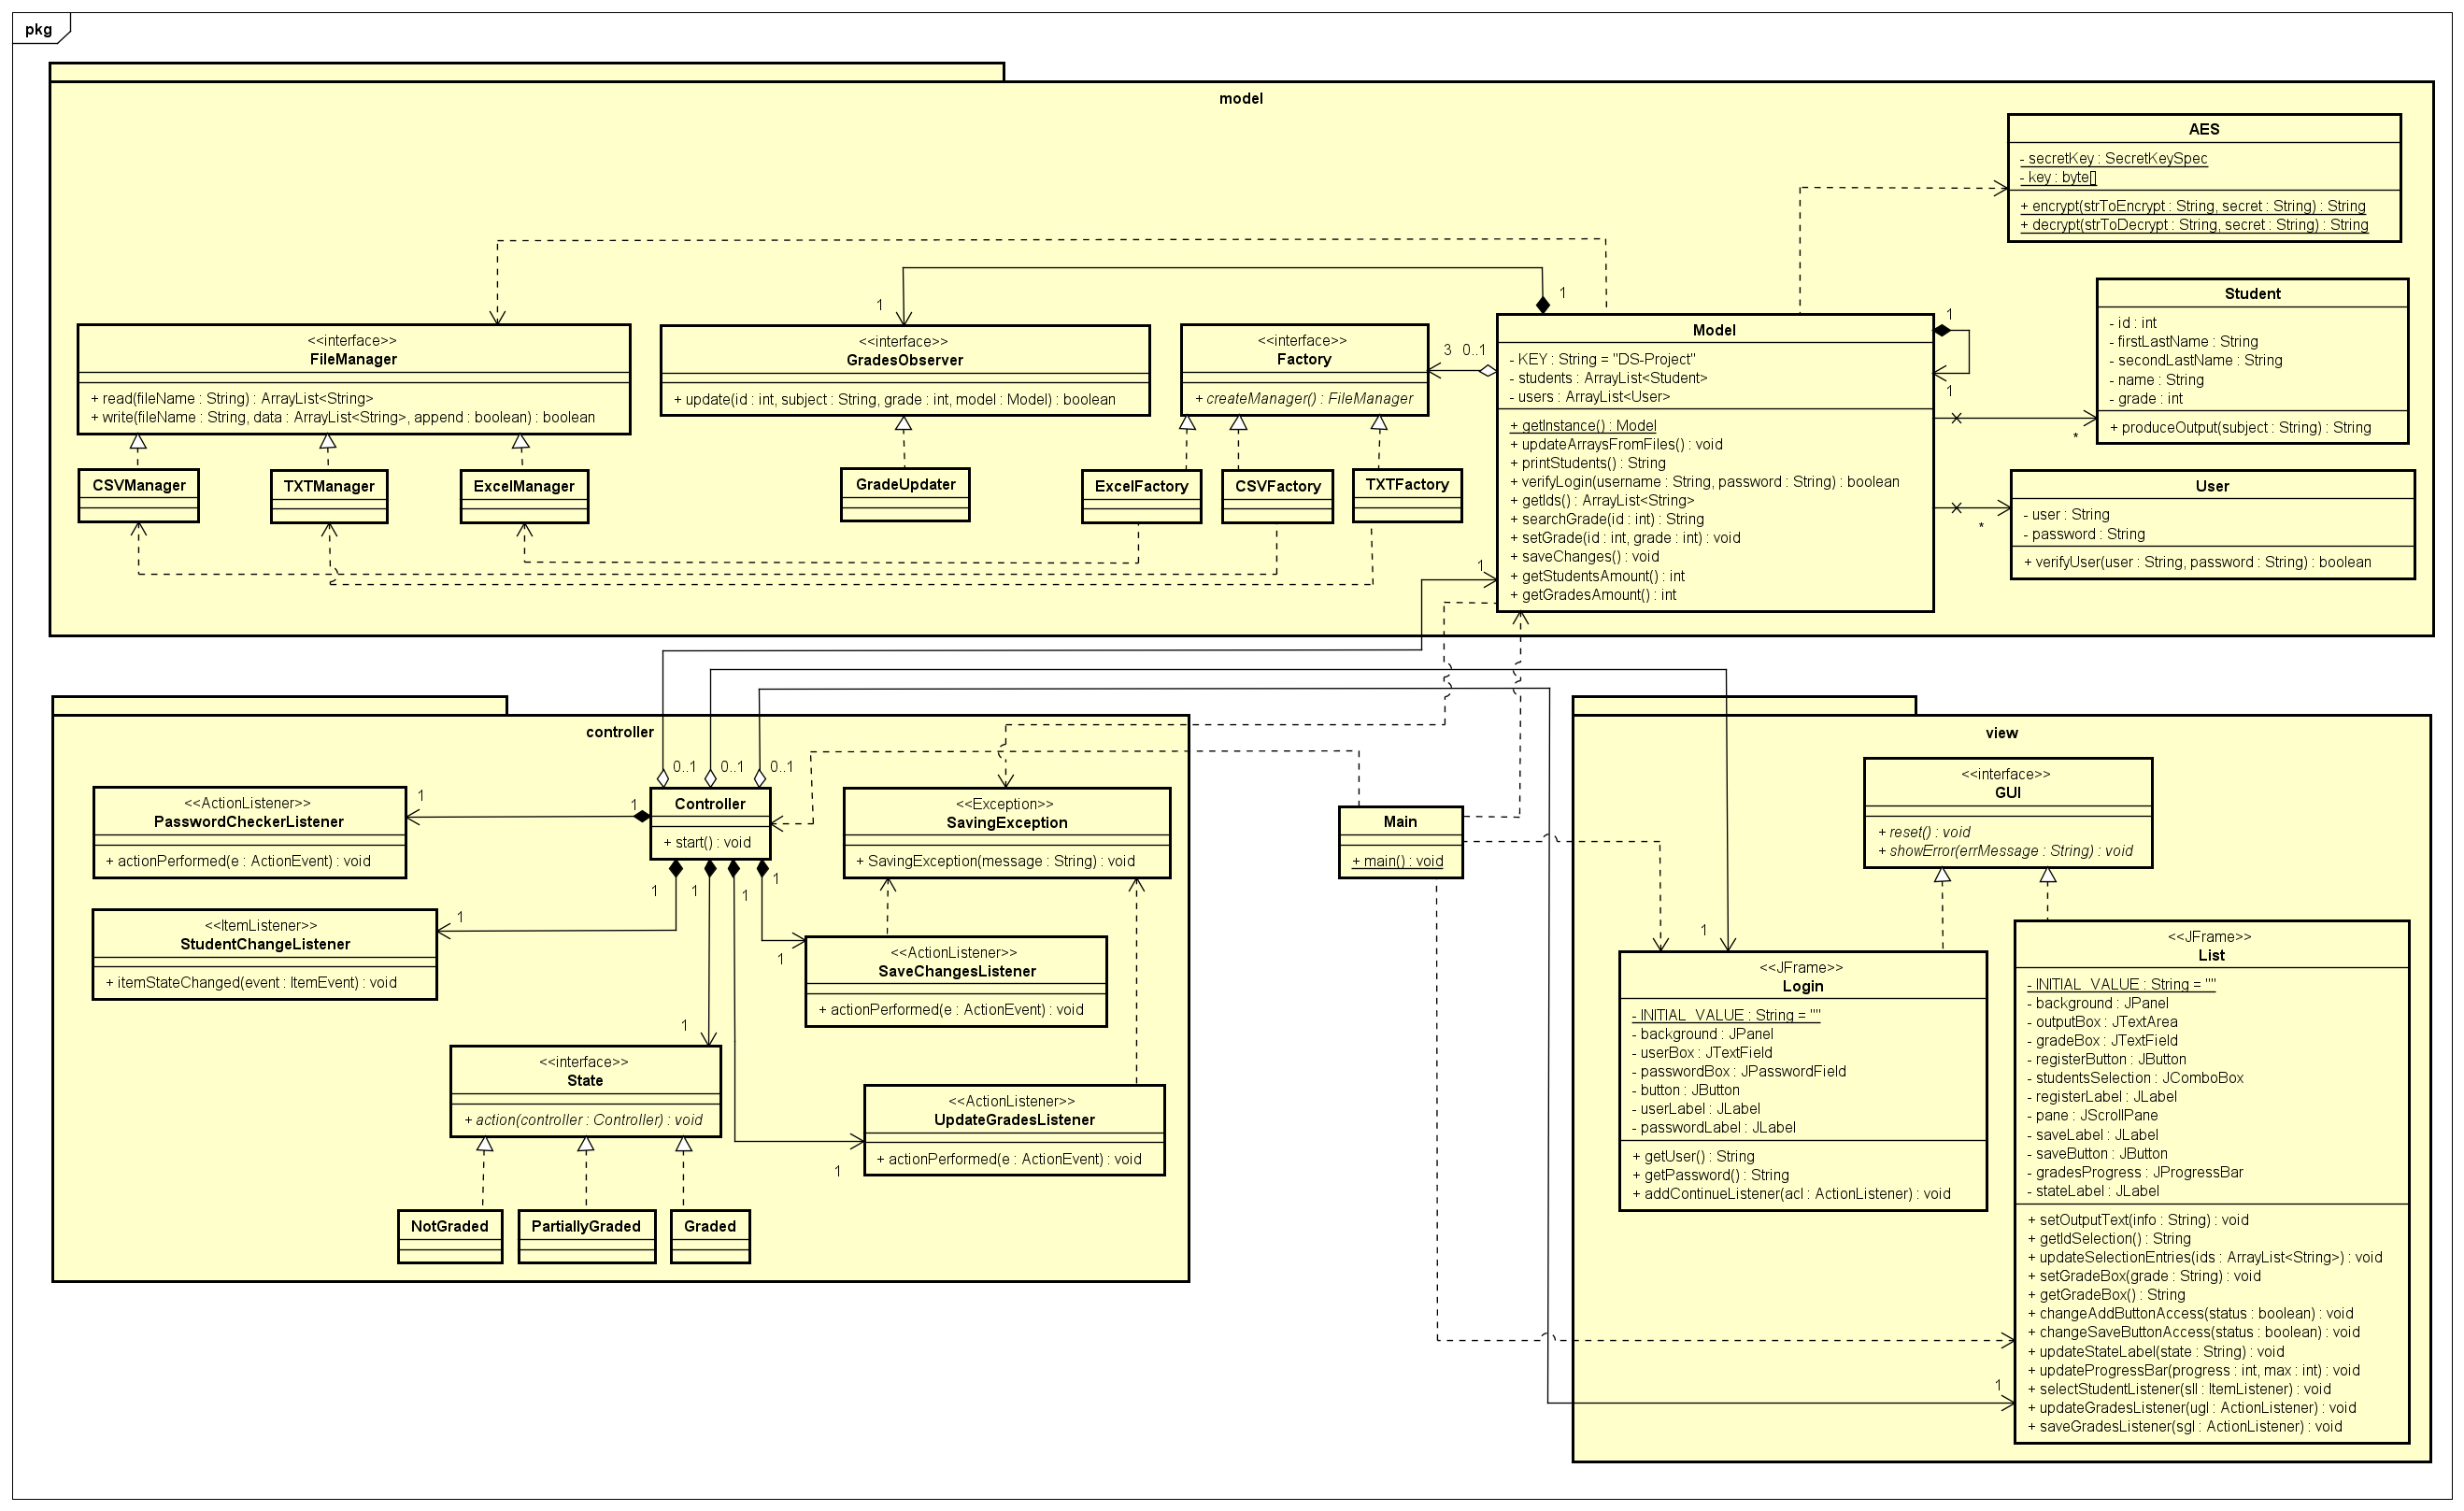 pkg
model
AES
- secretKey : SecretKeySpec
- key : byte[]
+ encrypt(strToEncrypt : String, secret : String) : String
+ decrypt(strToDecrypt : String, secret : String) : String
<<interface>>
FileManager
+ read(fileName : String) : ArrayList<String>
+ write(fileName : String, data : ArrayList<String>, append : boolean) : boolean
1
<<interface>>
GradesObserver
+ update(id : int, subject : String, grade : int, model : Model) : boolean
<<interface>>
Factory
+ createManager() : FileManager
3
0..1
1
Model
- KEY : String = "DS-Project"
- students : ArrayList<Student>
- users : ArrayList<User>
+ getInstance() : Model
+ updateArraysFromFiles() : void
+ printStudents() : String
+ verifyLogin(username : String, password : String) : boolean
+ getIds() : ArrayList<String>
+ searchGrade(id : int) : String
+ setGrade(id : int, grade : int) : void
+ saveChanges() : void
+ getStudentsAmount() : int
+ getGradesAmount() : int
1
1
1
Student
- id : int
- firstLastName : String
- secondLastName : String
- name : String
- grade : int
+ produceOutput(subject : String) : String
*
User
- user : String
- password : String
+ verifyUser(user : String, password : String) : boolean
*
CSVManager
TXTManager
ExcelManager
GradeUpdater
ExcelFactory
CSVFactory
TXTFactory
controller
0..1
0..1
0..1
<<ActionListener>>
PasswordCheckerListener
+ actionPerformed(e : ActionEvent) : void
1
1
Controller
+ start() : void
1
1
1
1
<<Exception>>
SavingException
+ SavingException(message : String) : void
<<ItemListener>>
StudentChangeListener
+ itemStateChanged(event : ItemEvent) : void
1
<<ActionListener>>
SaveChangesListener
+ actionPerformed(e : ActionEvent) : void
1
1
<<interface>>
State
+ action(controller : Controller) : void
<<ActionListener>>
UpdateGradesListener
+ actionPerformed(e : ActionEvent) : void
1
NotGraded
PartiallyGraded
Graded
Main
+ main() : void
view
<<interface>>
GUI
+ reset() : void
+ showError(errMessage : String) : void
1
<<JFrame>>
Login
- INITIAL_VALUE : String = ""
- background : JPanel
- userBox : JTextField
- passwordBox : JPasswordField
- button : JButton
- userLabel : JLabel
- passwordLabel : JLabel
+ getUser() : String
+ getPassword() : String
+ addContinueListener(acl : ActionListener) : void
<<JFrame>>
List
- INITIAL_VALUE : String = ""
- background : JPanel
- outputBox : JTextArea
- gradeBox : JTextField
- registerButton : JButton
- studentsSelection : JComboBox
- registerLabel : JLabel
- pane : JScrollPane
- saveLabel : JLabel
- saveButton : JButton
- gradesProgress : JProgressBar
- stateLabel : JLabel
+ setOutputText(info : String) : void
+ getIdSelection() : String
+ updateSelectionEntries(ids : ArrayList<String>) : void
+ setGradeBox(grade : String) : void
+ getGradeBox() : String
+ changeAddButtonAccess(status : boolean) : void
+ changeSaveButtonAccess(status : boolean) : void
+ updateStateLabel(state : String) : void
+ updateProgressBar(progress : int, max : int) : void
+ selectStudentListener(sll : ItemListener) : void
+ updateGradesListener(ugl : ActionListener) : void
+ saveGradesListener(sgl : ActionListener) : void
1